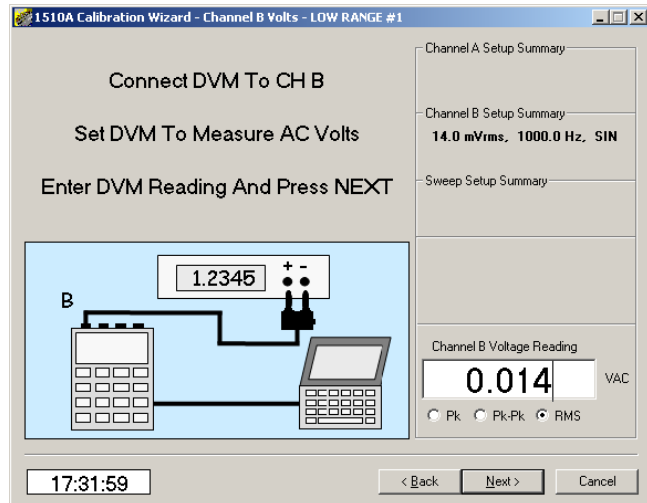 1510A Calibration Wizard - Channel B Volts - LOW RANGE #1
Connect DVM To CH B
Set DVM To Measure AC Volts
Enter DVM Reading And Press NEXT
1.2345
+ -
B
Channel A Setup Summary
Channel B Setup Summary
14.0 mVrms, 1000.0 Hz, SIN
Sweep Setup Summary
Channel B Voltage Reading
0.014 VAC
Pk Pk-Pk RMS
17:31:59
< Back Next > Cancel